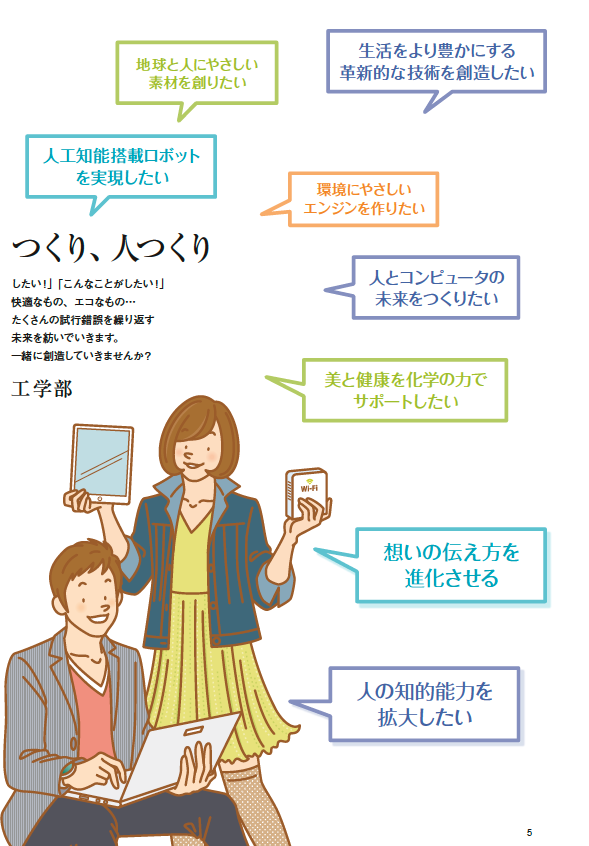 地球と人にやさしい
素材を創りたい
生活をより豊かにする
革新的な技術を創造したい
人工知能搭載ロボット
を実現したい
環境にやさしい
エンジンを作りたい
つくり、人つくり
したい！」「こんなことがしたい！」
快適なもの、エコなもの…
たくさんの試行錯誤を繰り返す
未来を紡いでいきます。
一緒に創造していきませんか？
工学部
人とコンピュータの
未来をつくりたい
美と健康を化学の力で
サポートしたい
Wi-Fi
想いの伝え方を
進化させる
人の知的能力を
拡大したい
5